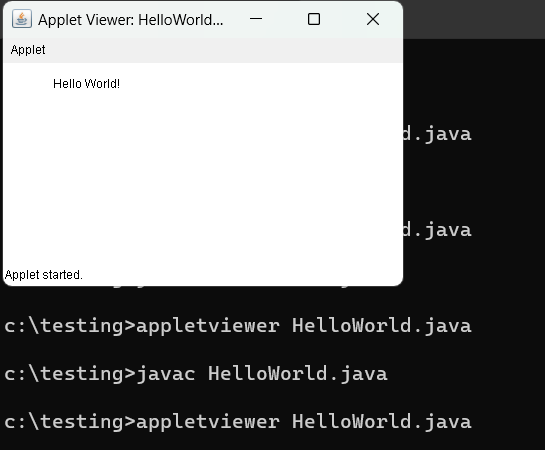 Applet Viewer: HelloWorld...
Applet
Hello World!
Applet started.
d.java
d.java
c:\testing>appletviewer HelloWorld.java
c:\testing>javac HelloWorld.java
c:\testing>appletviewer HelloWorld.java